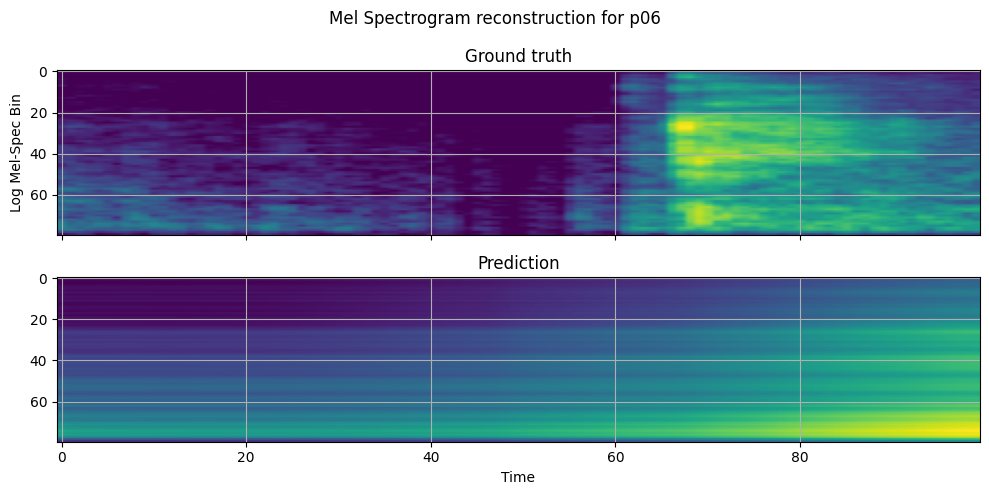 Mel Spectrogram reconstruction for p06
Ground truth
Log Mel-Spec Bin
0
20
40
60
Prediction
0
20
40
60
0 20 40 60 80
Time